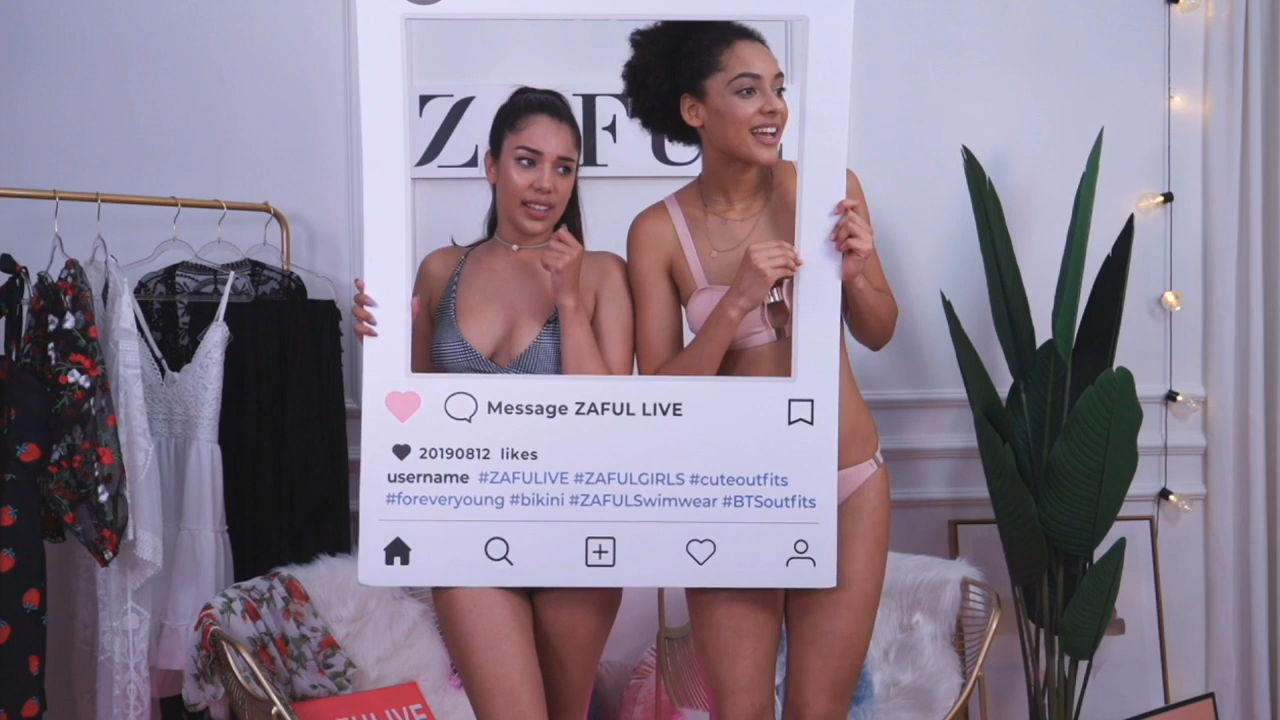 ZAFUL
Message ZAFUL LIVE
20190812 likes
username #ZAFULIVE #ZAFULGIRLS #cuteoutfits
#foreveryoung #bikini #ZAFULSwimwear #BTSoutfits